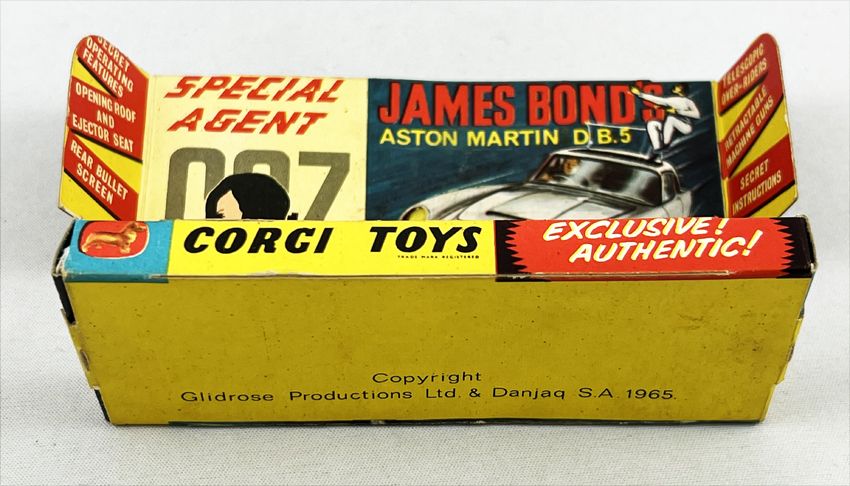 SECRET
OPERATING
FEATURES
OPENING ROOF
AND
EJECTOR SEAT
REAR BULLET
SCREEN
SPECIAL
AGENT
007
JAMES BOND'S
ASTON MARTIN D.B.5
TELESCOPIC
OVER-RIDERS
RETRACTABLE
MACHINE GUNS
SECRET
INSTRUCTIONS
CORGI TOYS
TRADE MARK REGISTERED
EXCLUSIVE!
AUTHENTIC!
Copyright
Glidrose Productions Ltd. & Danjaq S.A. 1965.